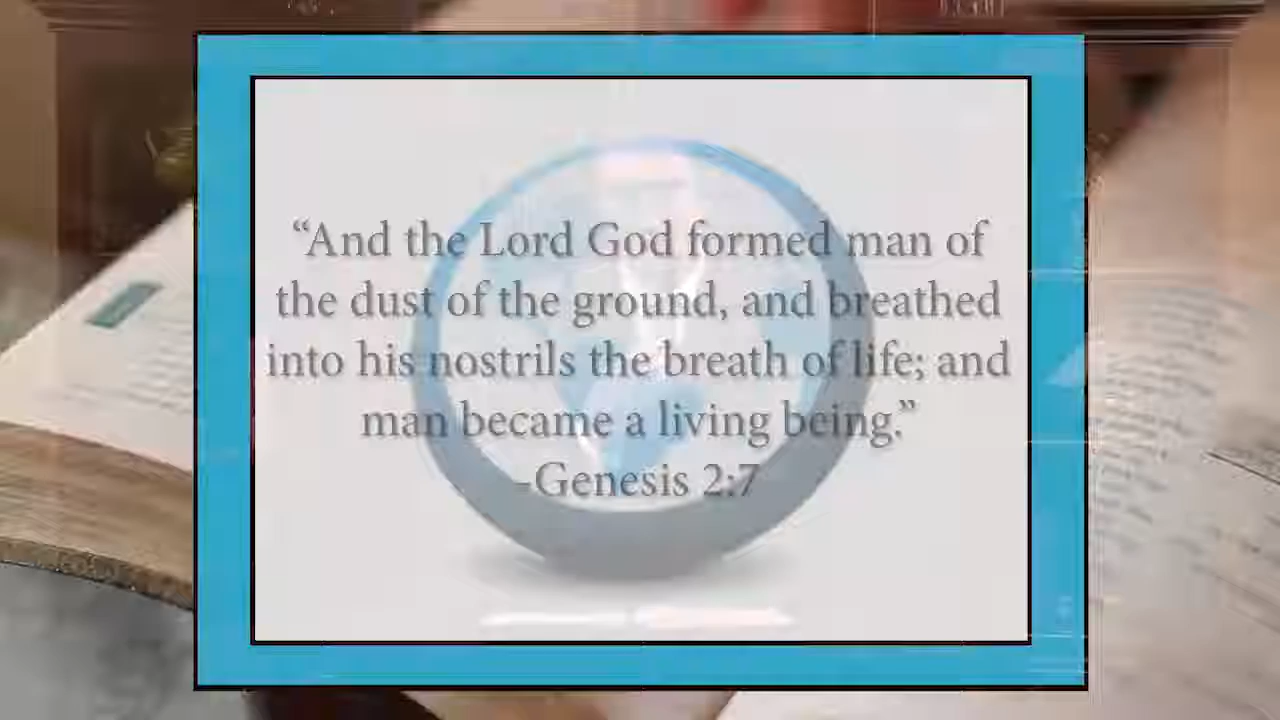 “And the Lord God formed man of
the dust of the ground, and breathed
into his nostrils the breath of life; and
man became a living being.”
–Genesis 2:7